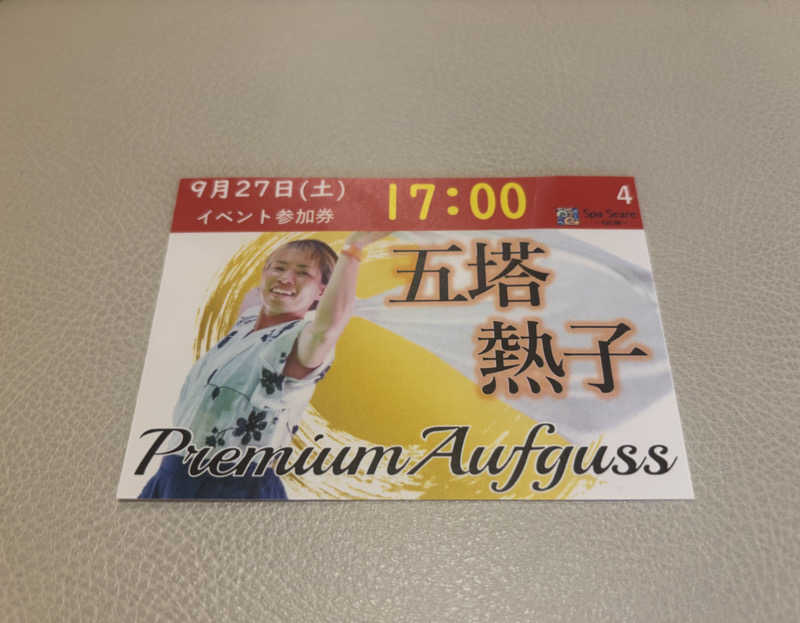 9月27日(土)
イベント参加券
17:00
4
Spa Seare
五塔
熱子
Premium Aufguss